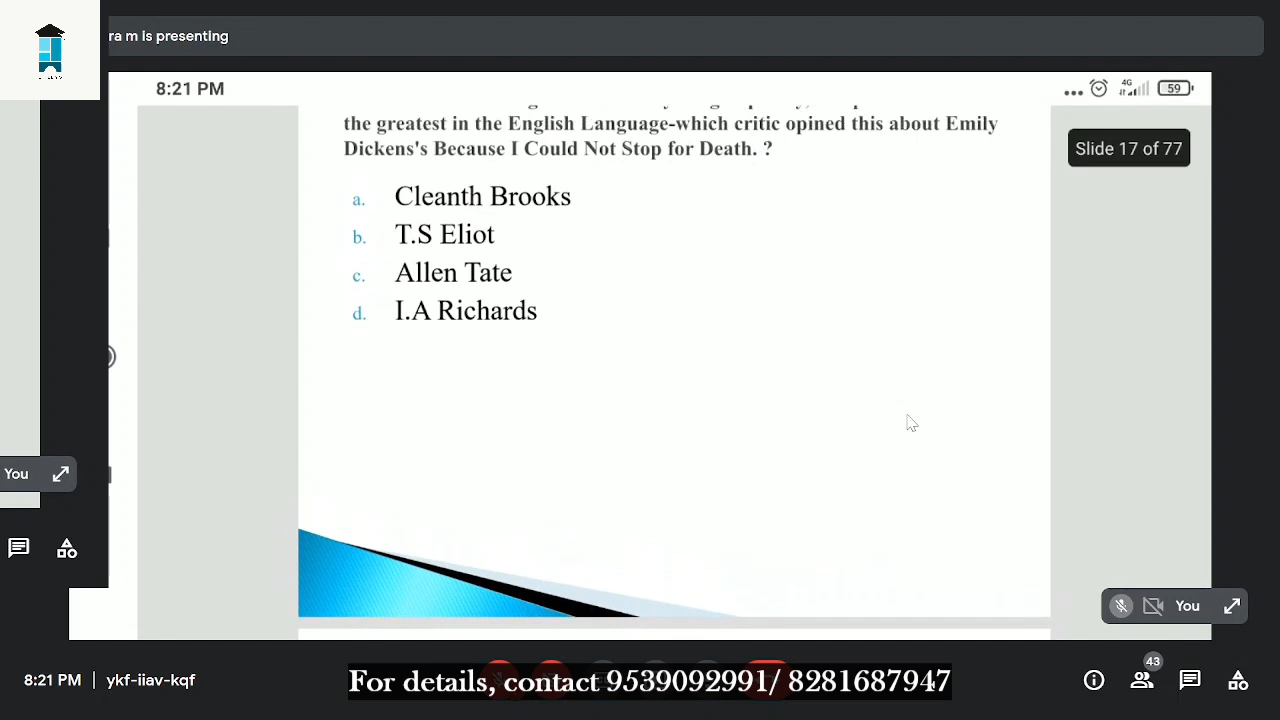 ra m is presenting
8:21 PM
4G
59
the greatest in the English Language-which critic opined this about Emily
Dickens's Because I Could Not Stop for Death. ?
Slide 17 of 77
a. Cleanth Brooks
b. T.S Eliot
c. Allen Tate
d. I.A Richards
You
You
8:21 PM | ykf-iiav-kqf
For details, contact 9539092991/ 8281687947
43